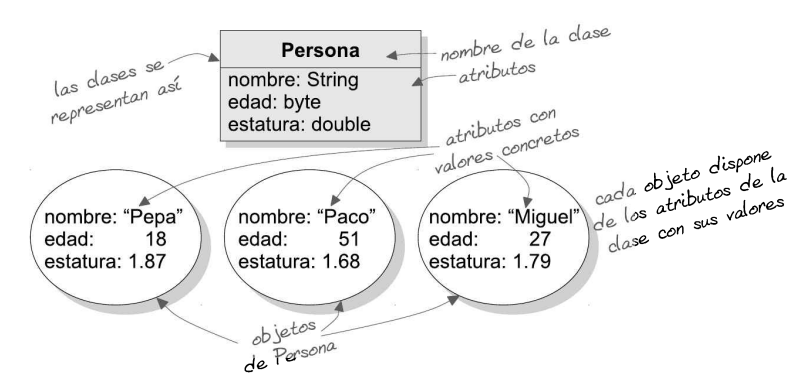 Persona
nombre de la clase
las clases se
representan así
nombre: String
edad: byte
estatura: double
atributos
atributos con
valores concretos
nombre: “Pepa”
edad: 18
estatura: 1.87
nombre: “Paco”
edad: 51
estatura: 1.68
nombre: “Miguel”
edad: 27
estatura: 1.79
cada objeto dispone
de los atributos de la
clase con sus valores
objetos
de Persona